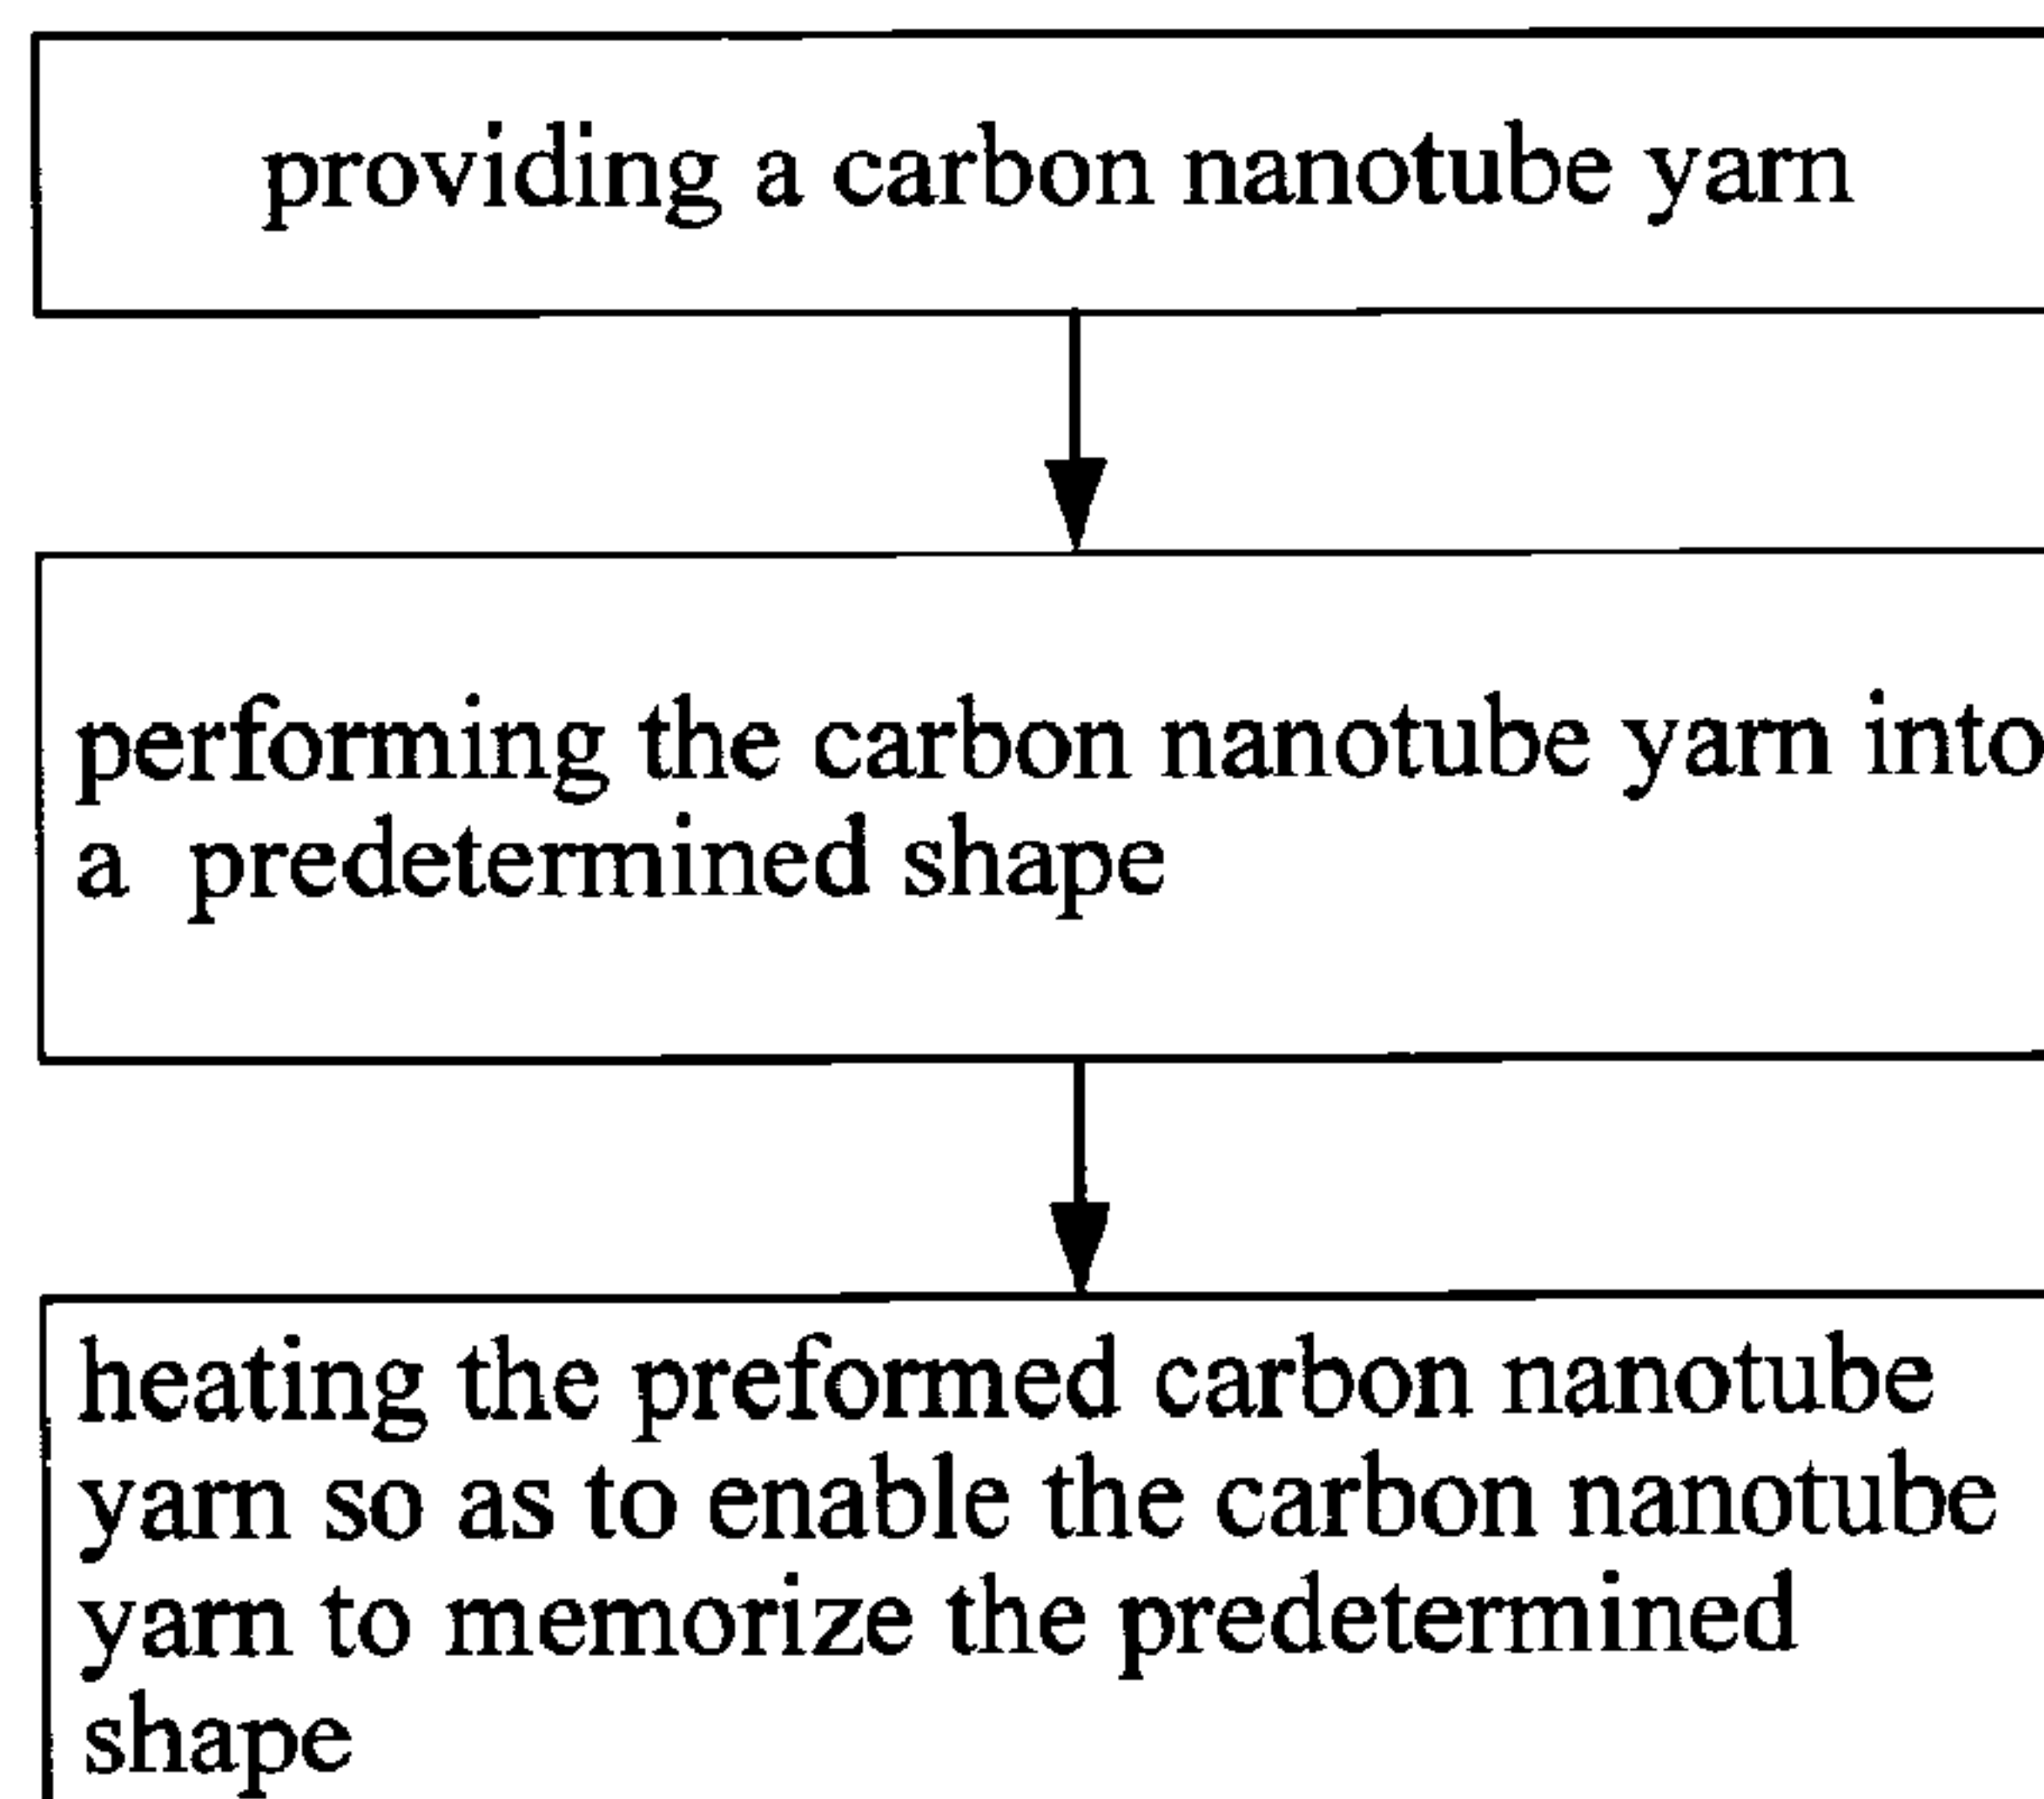 providing a carbon nanotube yarn
performing the carbon nanotube yarn into
a predetermined shape
heating the preformed carbon nanotube
yarn so as to enable the carbon nanotube
yarn to memorize the predetermined
shape